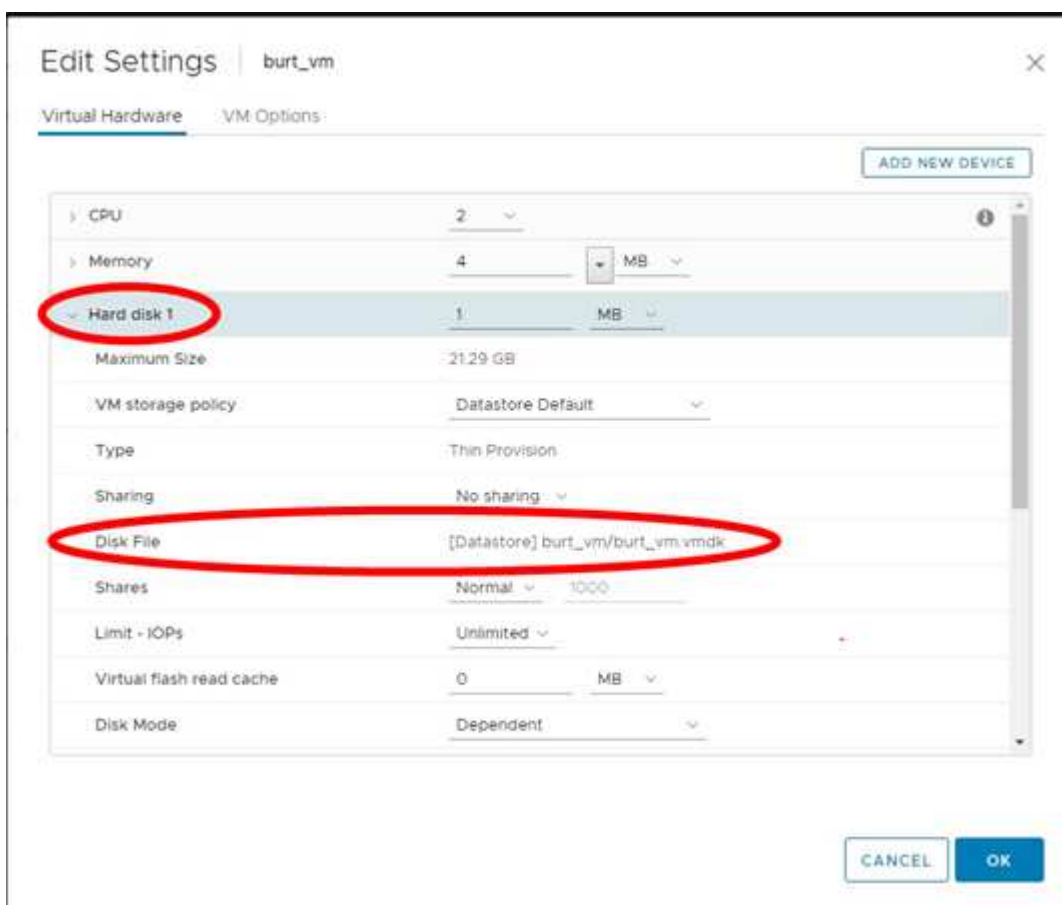 Edit Settings burt_vm
Virtual Hardware VM Options
ADD NEW DEVICE
CPU 2
Memory 4 MB
Hard disk 1 1 MB
Maximum Size 21.29 GB
VM storage policy Datastore Default
Type Thin Provision
Sharing No sharing
Disk File [Datastore] burt_vm/burt_vm.vmdk
Shares Normal 1000
Limit - IOPs Unlimited
Virtual flash read cache 0 MB
Disk Mode Dependent
CANCEL OK